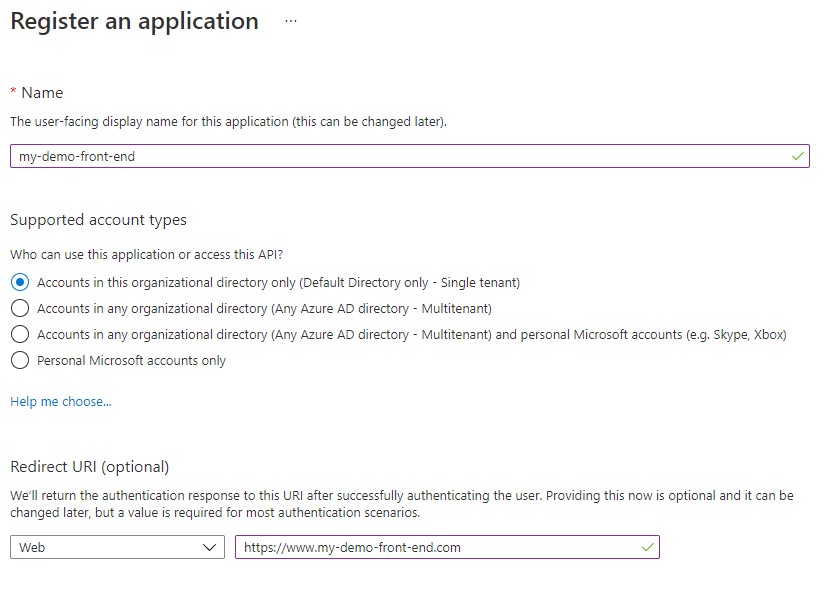 Register an application ...
* Name
The user-facing display name for this application (this can be changed later).
my-demo-front-end
Supported account types
Who can use this application or access this API?
Accounts in this organizational directory only (Default Directory only - Single tenant)
Accounts in any organizational directory (Any Azure AD directory - Multitenant)
Accounts in any organizational directory (Any Azure AD directory - Multitenant) and personal Microsoft accounts (e.g. Skype, Xbox)
Personal Microsoft accounts only
Help me choose...
Redirect URI (optional)
We'll return the authentication response to this URI after successfully authenticating the user. Providing this now is optional and it can be
changed later, but a value is required for most authentication scenarios.
Web https://www.my-demo-front-end.com